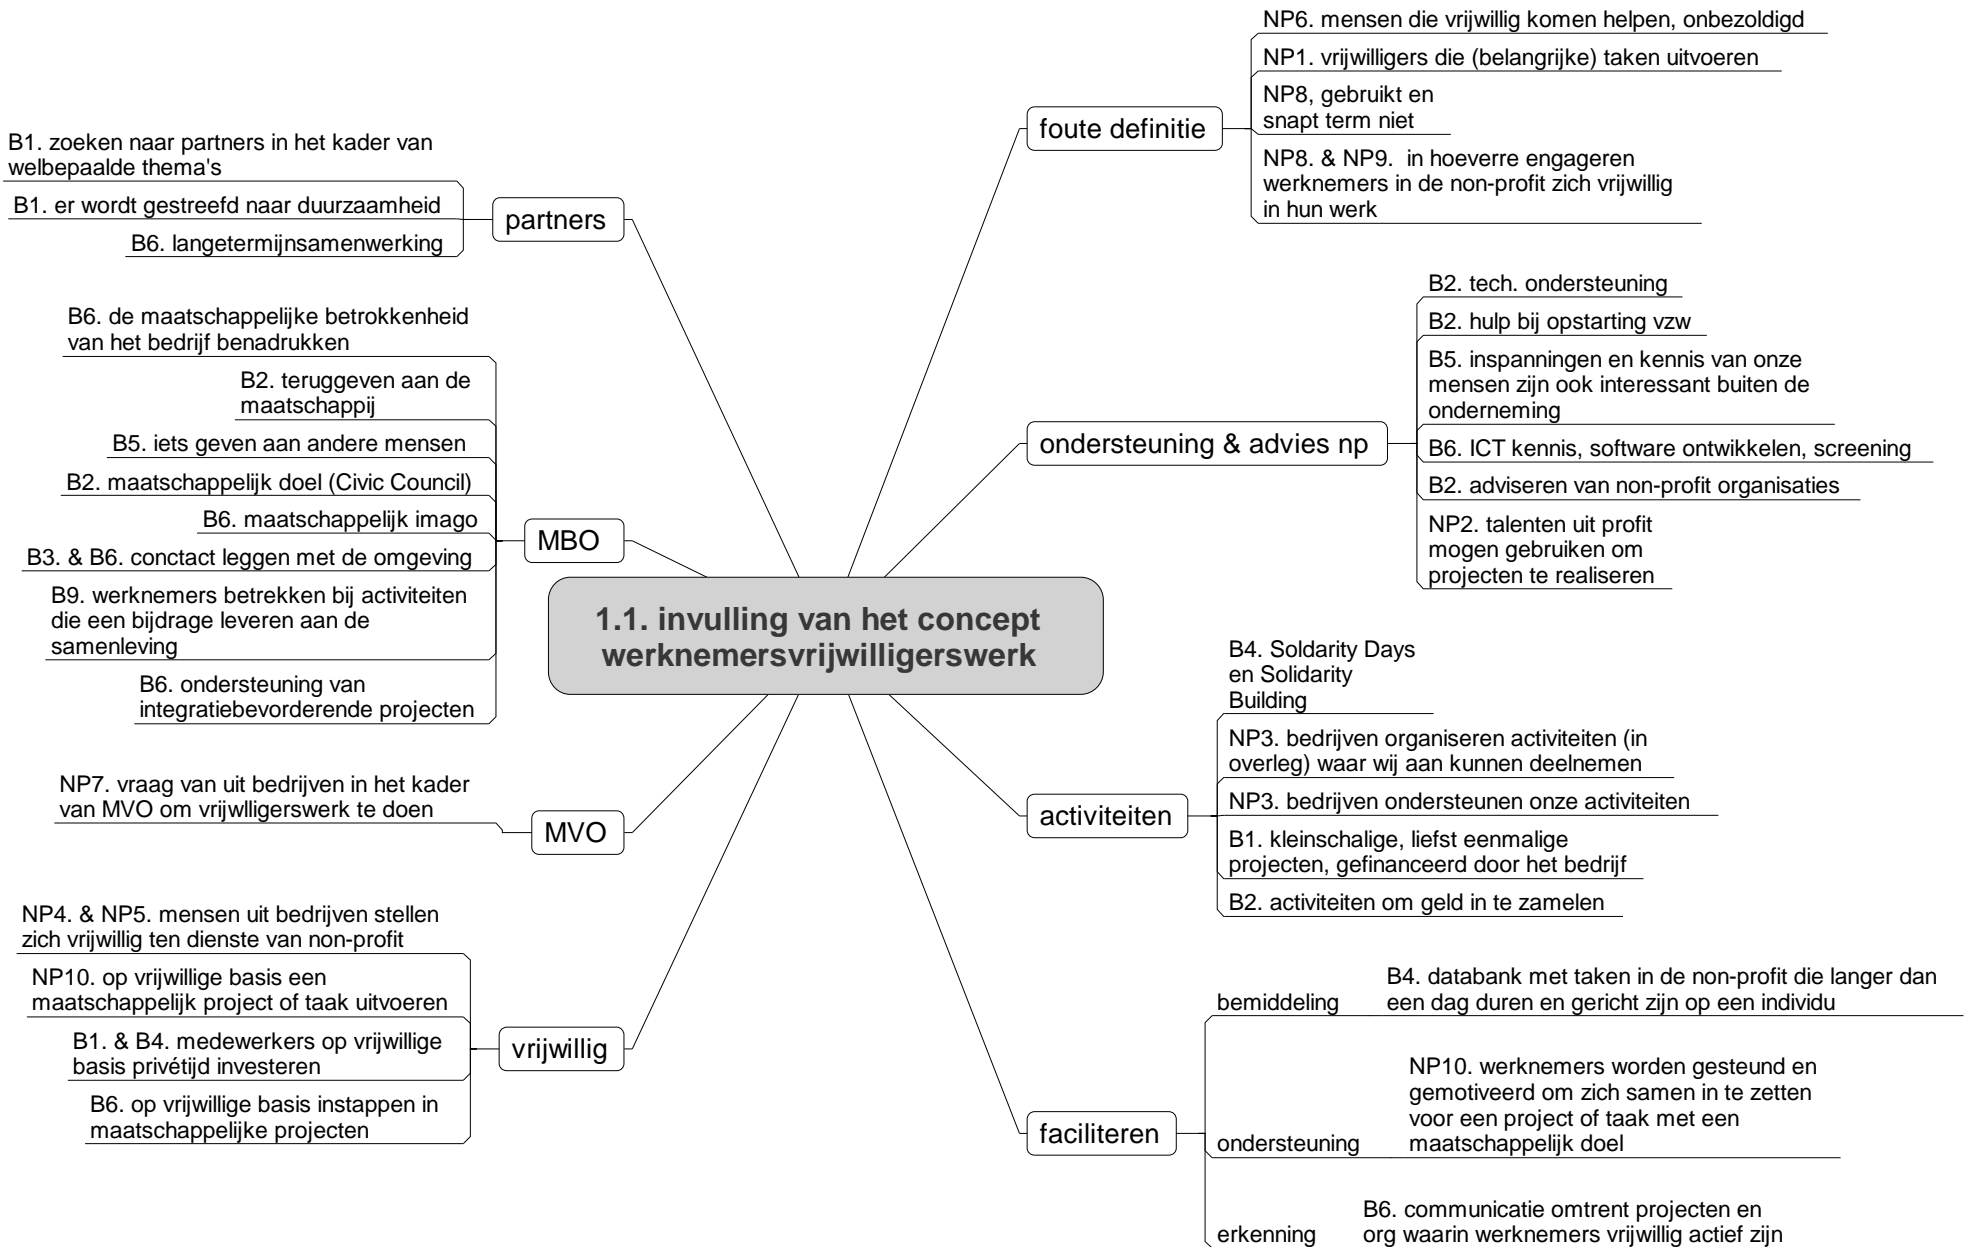 1.1. invulling van het concept
werknemersvrijwilligerswerk
foute definitie
NP6. mensen die vrijwillig komen helpen, onbezoldigd
NP1. vrijwilligers die (belangrijke) taken uitvoeren
NP8, gebruikt en
snapt term niet
NP8. & NP9.  in hoeverre engageren
werknemers in de non-profit zich vrijwillig
in hun werk
ondersteuning & advies np
B2. tech. ondersteuning
B2. hulp bij opstarting vzw
B5. inspanningen en kennis van onze
mensen zijn ook interessant buiten de
onderneming
B6. ICT kennis, software ontwikkelen, screening
B2. adviseren van non-profit organisaties
NP2. talenten uit profit
mogen gebruiken om
projecten te realiseren
activiteiten
B4. Soldarity Days
en Solidarity
Building
NP3. bedrijven organiseren activiteiten (in
overleg) waar wij aan kunnen deelnemen
NP3. bedrijven ondersteunen onze activiteiten
B1. kleinschalige, liefst eenmalige
projecten, gefinanceerd door het bedrijf
B2. activiteiten om geld in te zamelen
faciliteren
bemiddeling
B4. databank met taken in de non-profit die langer dan
een dag duren en gericht zijn op een individu
ondersteuning
NP10. werknemers worden gesteund en
gemotiveerd om zich samen in te zetten
voor een project of taak met een
maatschappelijk doel
erkenning
B6. communicatie omtrent projecten en
org waarin werknemers vrijwillig actief zijn
partners
B1. zoeken naar partners in het kader van
welbepaalde thema's
B1. er wordt gestreefd naar duurzaamheid
B6. langetermijnsamenwerking
MBO
B6. de maatschappelijke betrokkenheid
van het bedrijf benadrukken
B2. teruggeven aan de
maatschappij
B5. iets geven aan andere mensen
B2. maatschappelijk doel (Civic Council)
B6. maatschappelijk imago
B3. & B6. conctact leggen met de omgeving
B9. werknemers betrekken bij activiteiten
die een bijdrage leveren aan de
samenleving
B6. ondersteuning van
integratiebevorderende projecten
MVO
NP7. vraag van uit bedrijven in het kader
van MVO om vrijwlligerswerk te doen
vrijwillig
NP4. & NP5. mensen uit bedrijven stellen
zich vrijwillig ten dienste van non-profit
NP10. op vrijwillige basis een
maatschappelijk project of taak uitvoeren
B1. & B4. medewerkers op vrijwillige
basis privétijd investeren
B6. op vrijwillige basis instappen in
maatschappelijke projecten